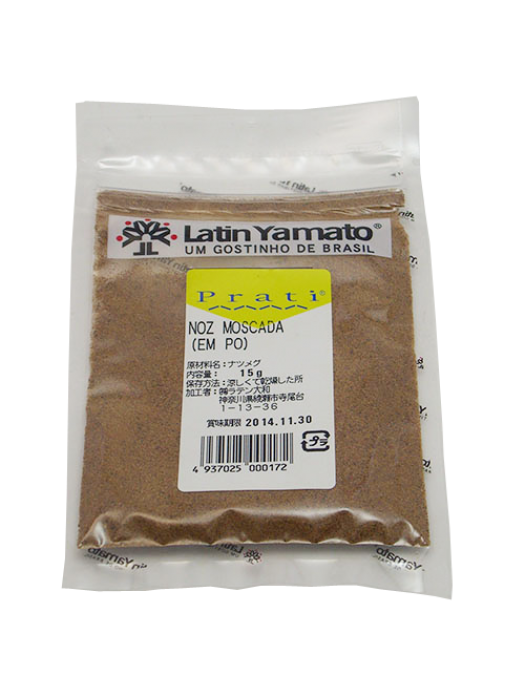 Latin Yamato®
UM GOSTINHO DE BRASIL
Prati®
NOZ MOSCADA
(EM PO)
原材料名：ナツメグ
内容量： 15g
保存方法：涼しくて乾燥した所
加工者：㈲ラテン大和
神奈川県綾瀬市寺尾台
1-13-36
賞味期限 2014.11.30
プラ
4 937025 000172